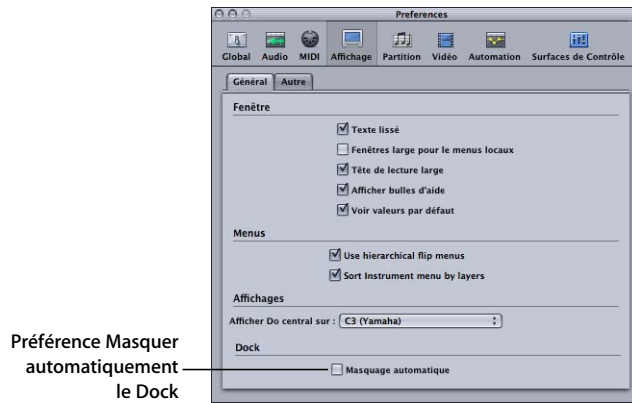 Preferences
Global Audio MIDI Affichage Partition Vidéo Automation Surfaces de Contrôle
Général Autre
Fenêtre
Texte lissé
Fenêtres large pour le menus locaux
Tête de lecture large
Afficher bulles d'aide
Voir valeurs par défaut
Menus
Use hierarchical flip menus
Sort Instrument menu by layers
Affichages
Afficher Do central sur : C3 (Yamaha)
Dock
Masquage automatique
Préférence Masquer
automatiquement
le Dock